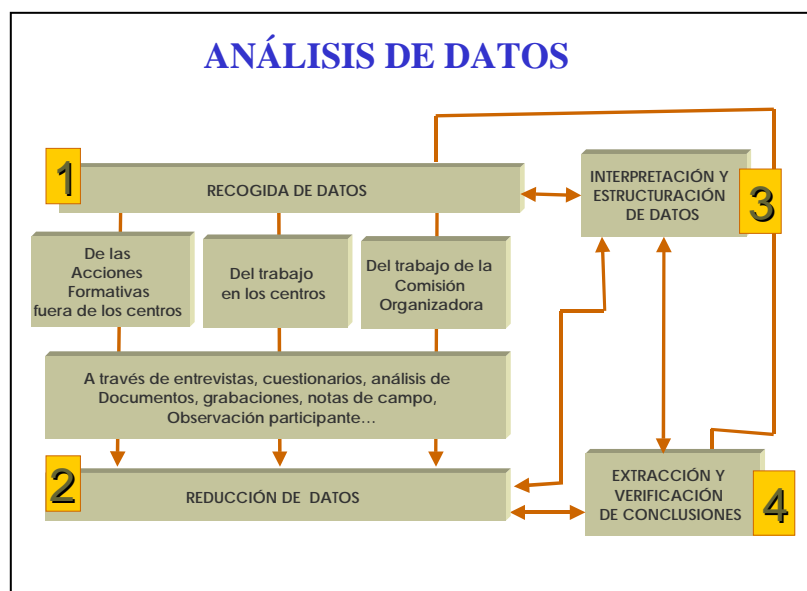 ANÁLISIS DE DATOS
1
RECOGIDA DE DATOS
De las
Acciones
Formativas
fuera de los centros
Del trabajo
en los centros
Del trabajo de la
Comisión
Organizadora
A través de entrevistas, cuestionarios, análisis de
Documentos, grabaciones, notas de campo,
Observación participante…
2
REDUCCIÓN DE DATOS
INTERPRETACIÓN Y
ESTRUCTURACIÓN
DE DATOS
3
EXTRACCIÓN Y
VERIFICACIÓN
DE CONCLUSIONES
4